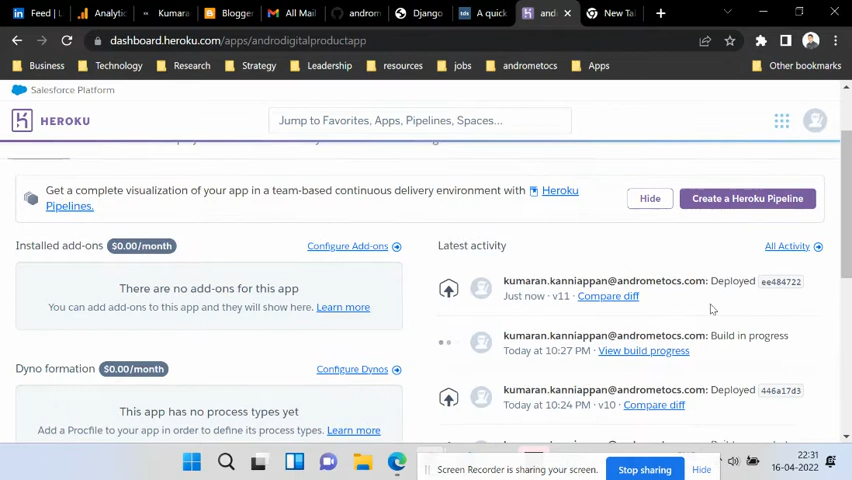 Feed | L
Analytic
Kumara
Blogger
All Mail
androm
Django
A quick
andr
New Tal
dashboard.heroku.com/apps/androdigitalproductapp
Business
Technology
Research
Strategy
Leadership
resources
jobs
andrometocs
Apps
Other bookmarks
Salesforce Platform
HEROKU
Jump to Favorites, Apps, Pipelines, Spaces...
Get a complete visualization of your app in a team-based continuous delivery environment with Heroku
Pipelines.
Hide
Create a Heroku Pipeline
Installed add-ons $0.00/month
Configure Add-ons
There are no add-ons for this app
You can add add-ons to this app and they will show here. Learn more
Dyno formation $0.00/month
Configure Dynos
This app has no process types yet
Add a Procfile to your app in order to define its process types. Learn more
Latest activity
All Activity
kumaran.kanniappan@andrometocs.com: Deployed ee484722
Just now · v11 · Compare diff
kumaran.kanniappan@andrometocs.com: Build in progress
Today at 10:27 PM · View build progress
kumaran.kanniappan@andrometocs.com: Deployed 446a17d3
Today at 10:24 PM · v10 · Compare diff
Screen Recorder is sharing your screen.
Stop sharing
Hide
22:31
16-04-2022